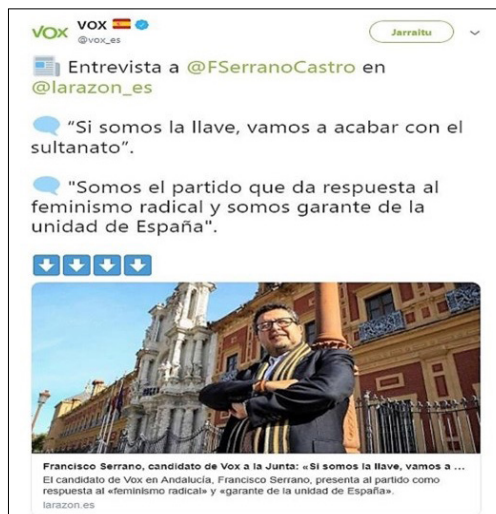 VOX VOX
@vox_es
Jarraitu
Entrevista a @FSerranoCastro en
@larazon_es
“Si somos la llave, vamos a acabar con el
sultanato”.
"Somos el partido que da respuesta al
feminismo radical y somos garante de la
unidad de España".
Francisco Serrano, candidato de Vox a la Junta: «Si somos la llave, vamos a ...
El candidato de Vox en Andalucía, Francisco Serrano, presenta al partido como
respuesta al «feminismo radical» y «garante de la unidad de España».
larazon.es